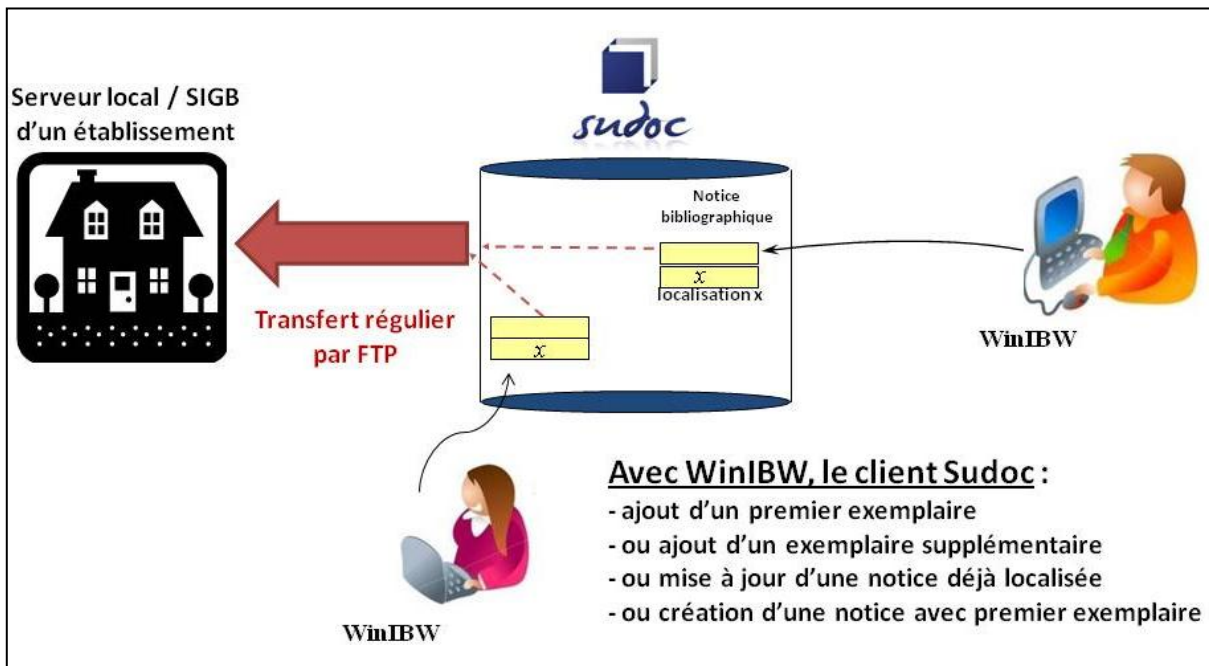 Serveur local / SIGB
d'un établissement
sudoc
Notice
bibliographique
x
localisation x
x
Transfert régulier
par FTP
WinIBW
WinIBW
Avec WinIBW, le client Sudoc :
- ajout d'un premier exemplaire
- ou ajout d'un exemplaire supplémentaire
- ou mise à jour d'une notice déjà localisée
- ou création d'une notice avec premier exemplaire